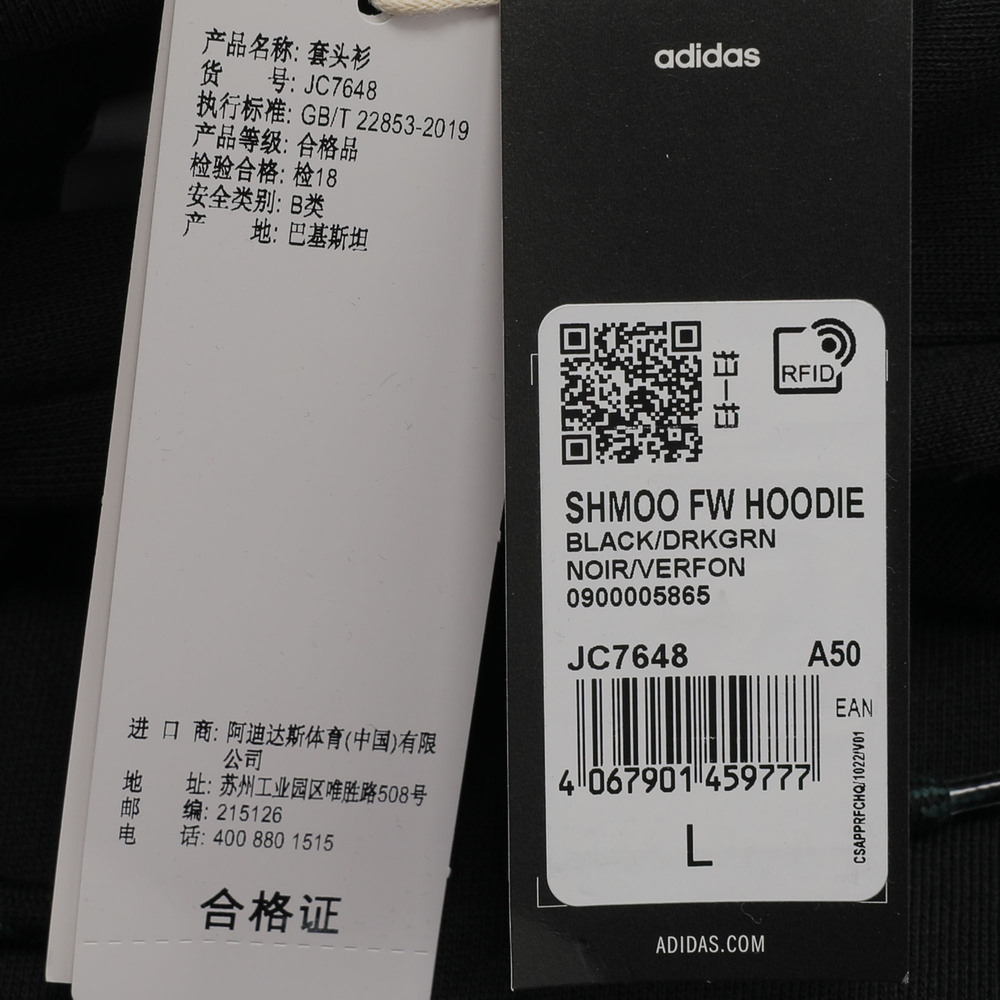 产品名称: 套头衫
货 号: JC7648
执行标准: GB/T 22853-2019
产品等级: 合格品
检验合格: 检18
安全类别: B类
产 地: 巴基斯坦
进 口 商: 阿迪达斯体育(中国)有限
公司
地 址: 苏州工业园区唯胜路508号
邮 编: 215126
电 话: 400 880 1515
合格证
adidas
扫一扫
RFID
SHMOO FW HOODIE
BLACK/DRKGRN
NOIR/VERFON
0900005865
JC7648 A50
EAN
4 067901 459777
CSAPPRFCHQ/1022/V01
L
ADIDAS.COM